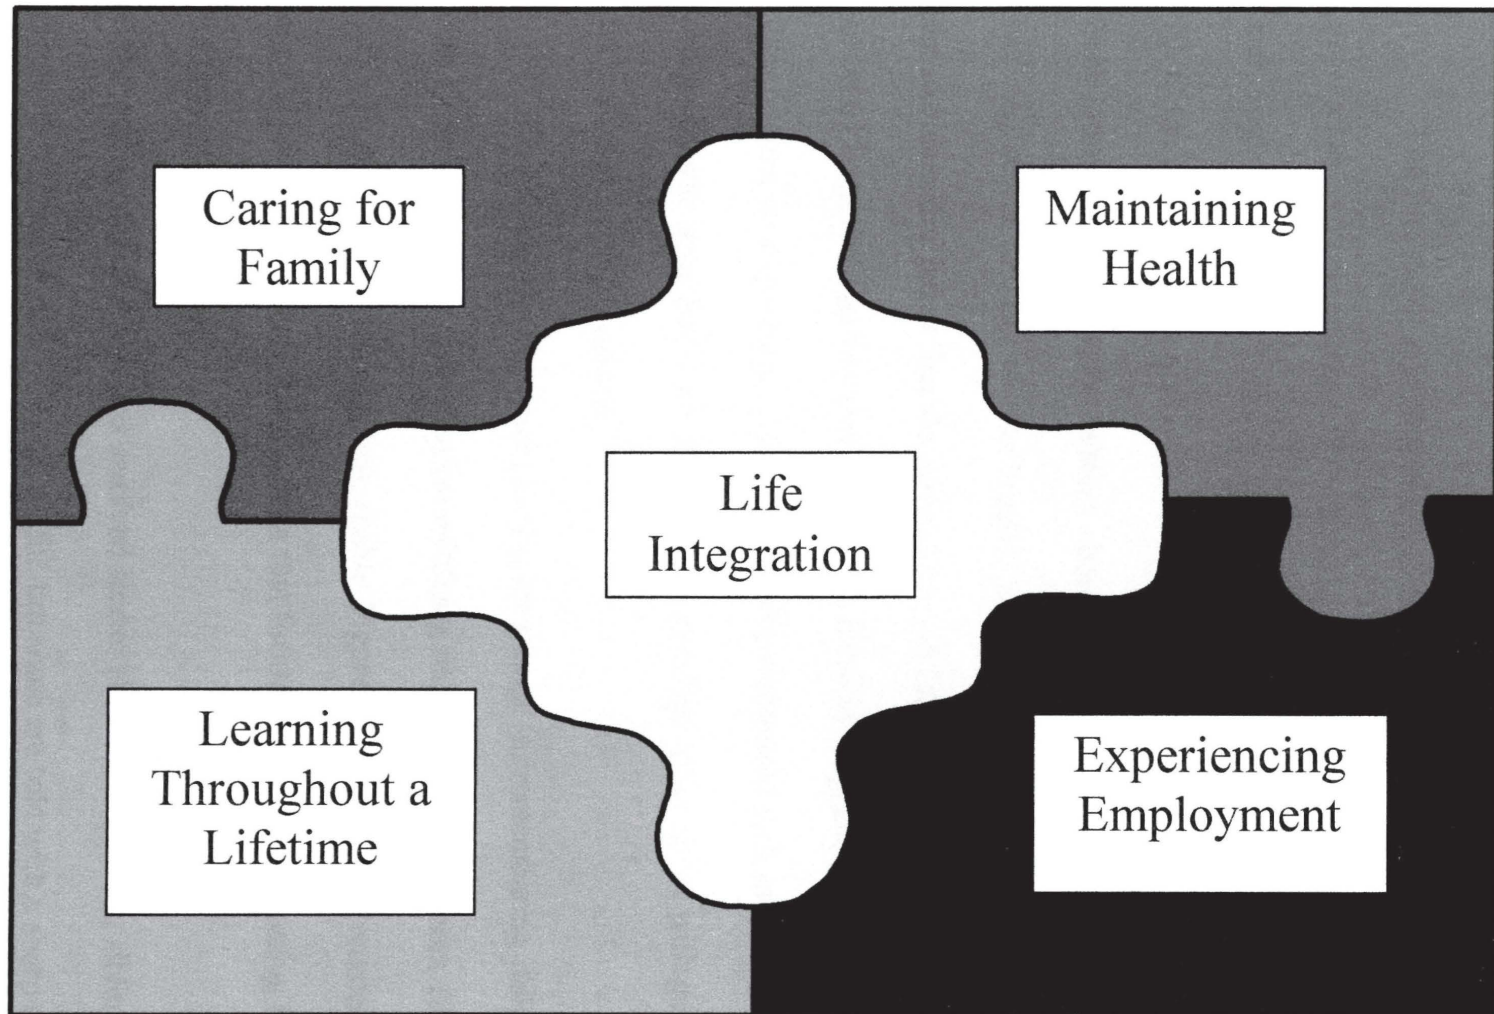 Caring for
Family
Maintaining
Health
Life
Integration
Learning
Throughout a
Lifetime
Experiencing
Employment